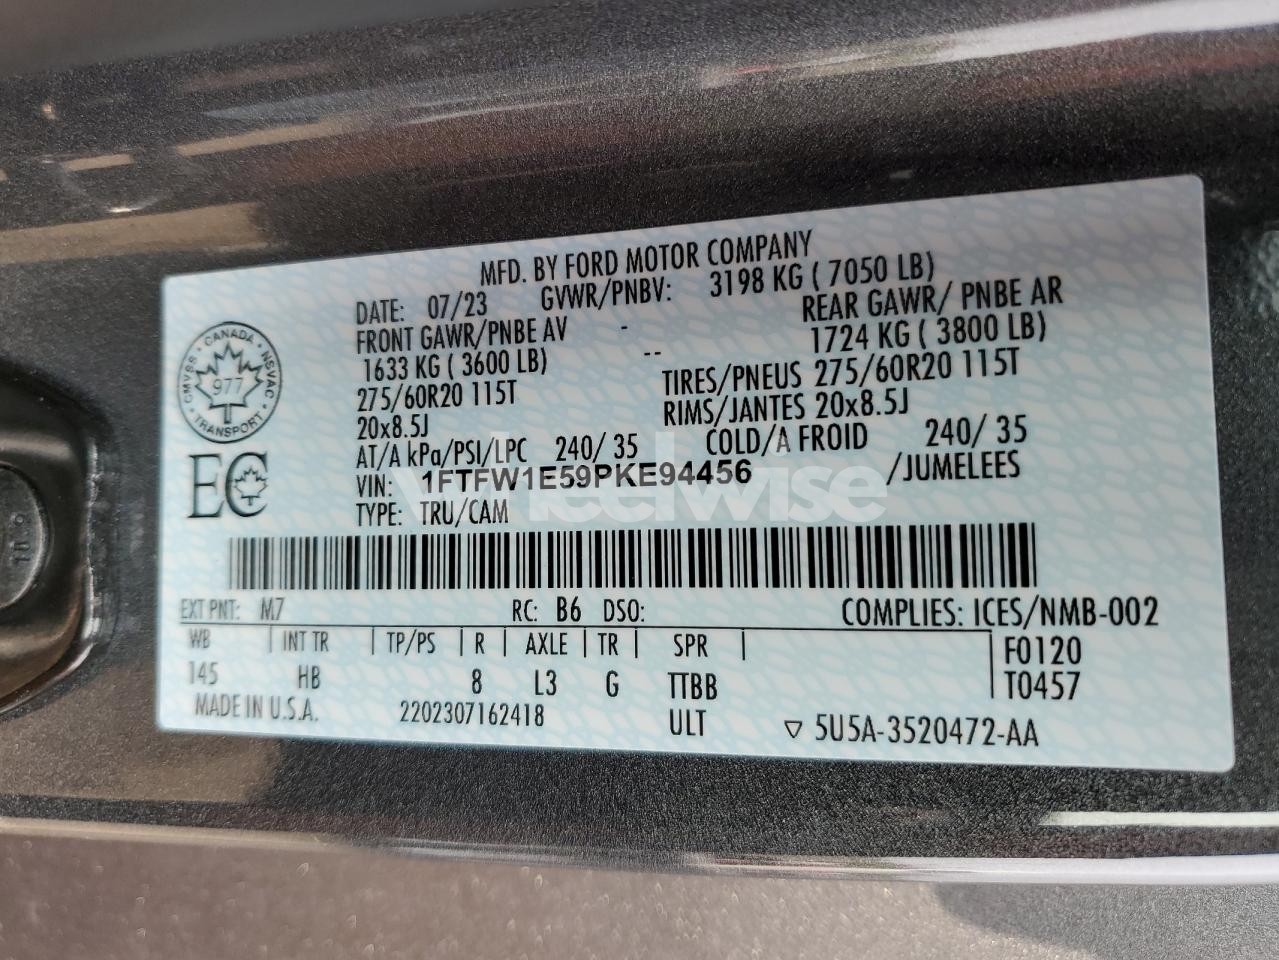 MFD. BY FORD MOTOR COMPANY
DATE: 07/23 GVWR/PNBV: 3198 KG ( 7050 LB)
FRONT GAWR/PNBE AV - REAR GAWR/ PNBE AR
1633 KG ( 3600 LB) -- 1724 KG ( 3800 LB)
275/60R20 115T TIRES/PNEUS 275/60R20 115T
20x8.5J RIMS/JANTES 20x8.5J
AT/A kPa/PSI/LPC 240/ 35 COLD/A FROID 240/ 35
VIN: 1FTFW1E59PKE94456 /JUMELEES
TYPE: TRU/CAM
CMVSS · CANADA · NSVAC
977
TRANSPORT
EC
wheelwise
EXT PNT: M7 RC: B6 DSO: COMPLIES: ICES/NMB-002
WB | INT TR | TP/PS | R | AXLE | TR | SPR | F0120
145 HB 8 L3 G TTBB T0457
MADE IN U.S.A. 2202307162418 ULT ▽ 5U5A-3520472-AA